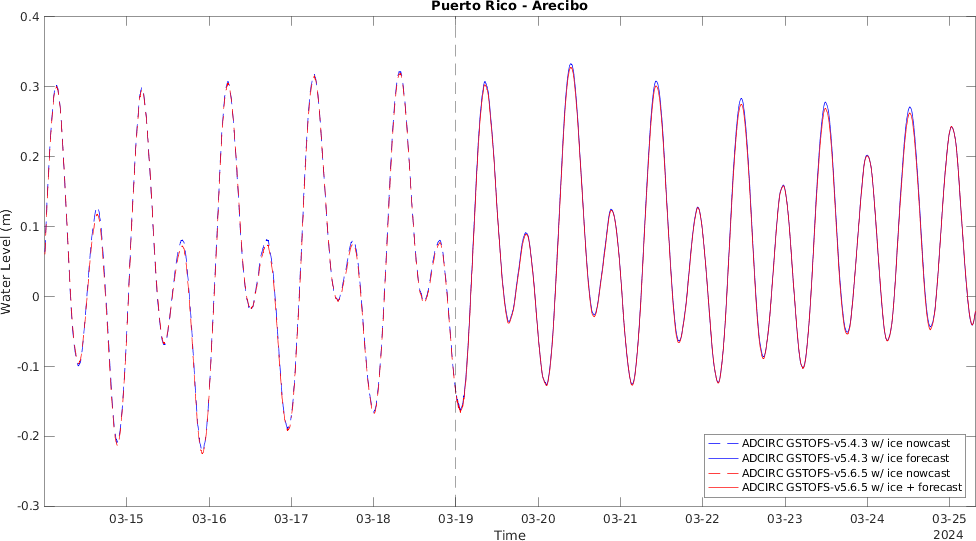 Puerto Rico - Arecibo
0.4
0.3
0.2
0.1
0
-0.1
-0.2
-0.3
Water Level (m)
ADCIRC GSTOFS-v5.4.3 w/ ice nowcast
ADCIRC GSTOFS-v5.4.3 w/ ice forecast
ADCIRC GSTOFS-v5.6.5 w/ ice nowcast
ADCIRC GSTOFS-v5.6.5 w/ ice + forecast
03-15 03-16 03-17 03-18 03-19 03-20 03-21 03-22 03-23 03-24 03-25
Time 2024